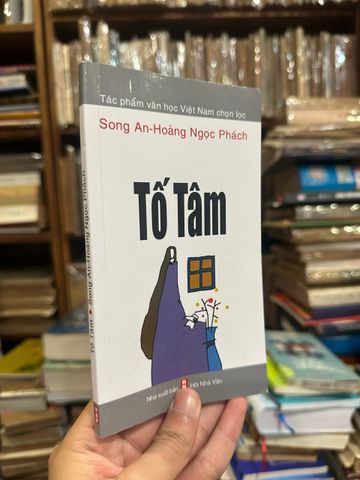 Tác phẩm văn học Việt Nam chọn lọc
Song An-Hoàng Ngọc Phách
Tố Tâm
Nhà xuất bản Hội Nhà Văn
Tố Tâm • Song An-Hoàng Ngọc Phách